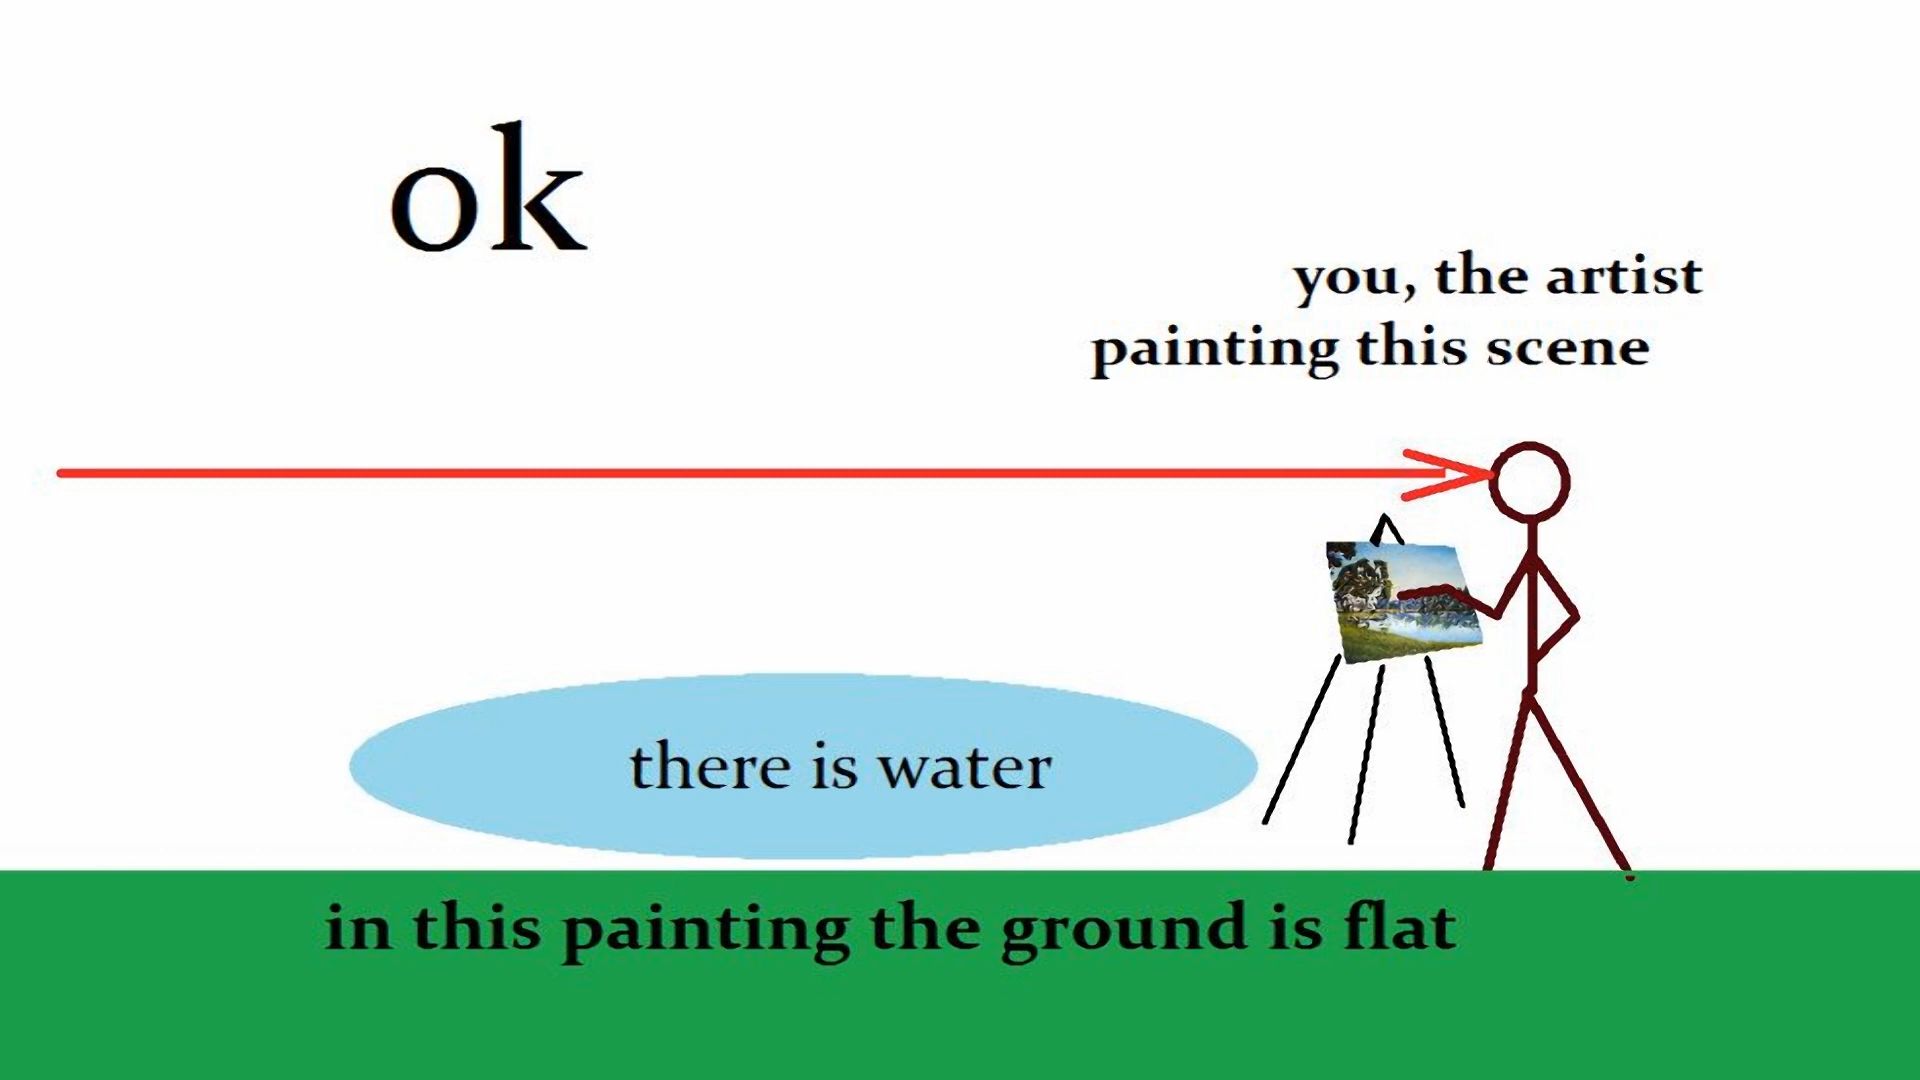 ok
you, the artist
painting this scene
there is water
in this painting the ground is flat